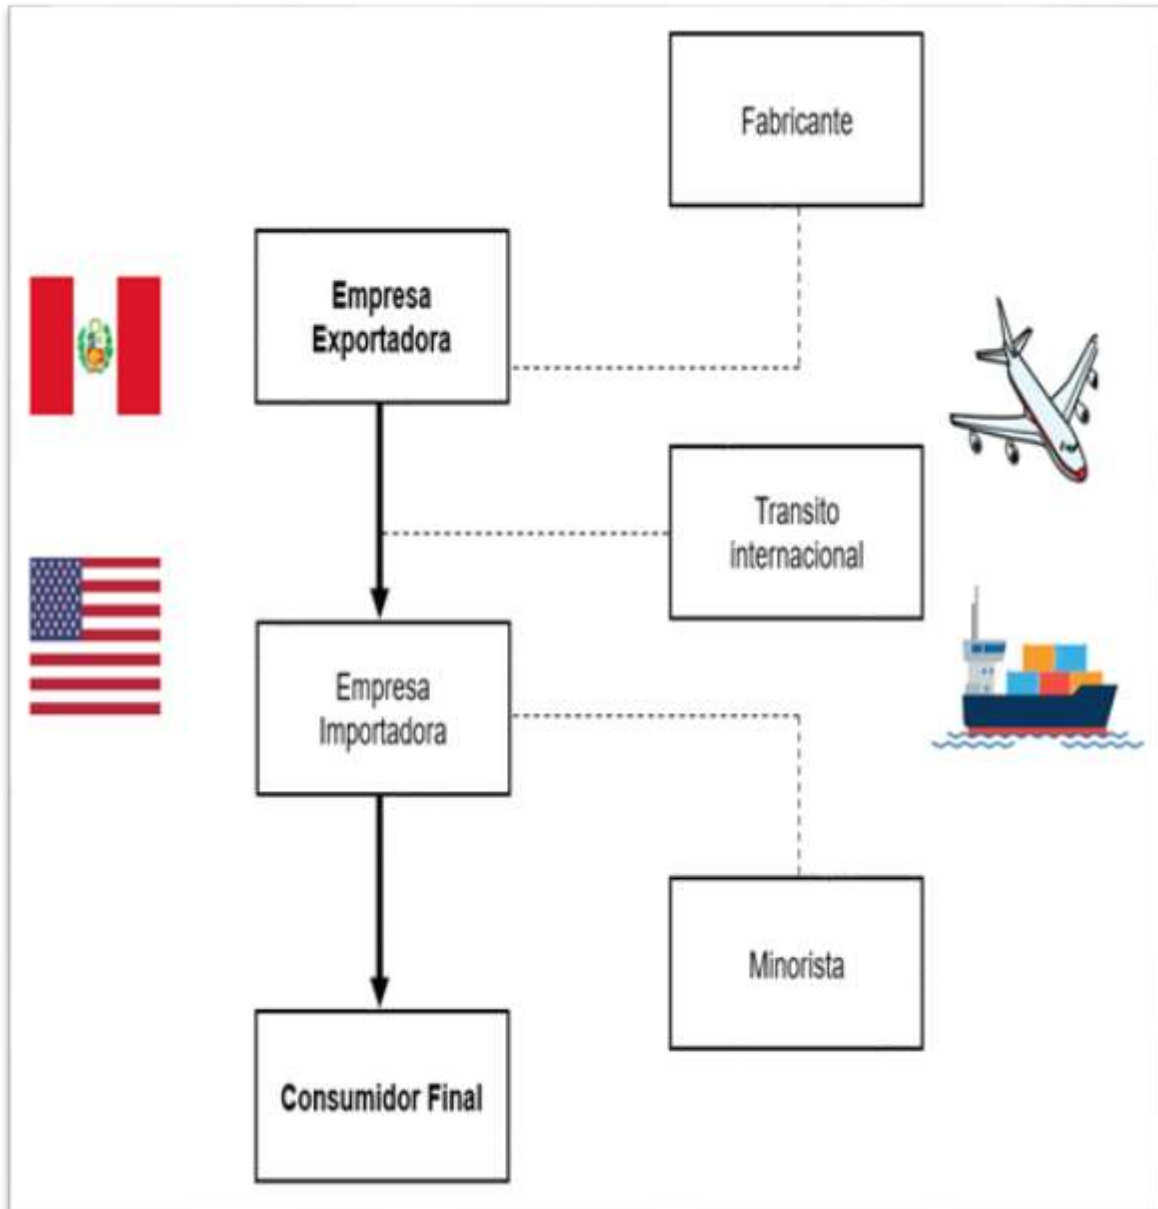 Fabricante
Empresa
Exportadora
Transito
internacional
Empresa
Importadora
Minorista
Consumidor Final